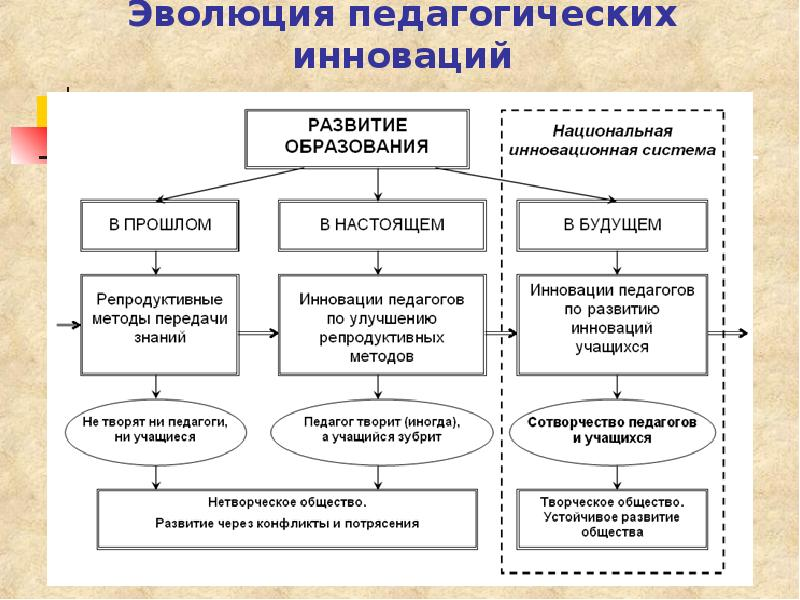 Эволюция педагогических
инноваций
РАЗВИТИЕ
ОБРАЗОВАНИЯ
Национальная
инновационная система
В ПРОШЛОМ
В НАСТОЯЩЕМ
В БУДУЩЕМ
Репродуктивные
методы передачи
знаний
Инновации педагогов
по улучшению
репродуктивных
методов
Инновации педагогов
по развитию
инноваций
учащихся
Не творят ни педагоги,
ни учащиеся
Педагог творит (иногда),
а учащийся зубрит
Сотворчество педагогов
и учащихся
Нетворческое общество.
Развитие через конфликты и потрясения
Творческое общество.
Устойчивое развитие
общества